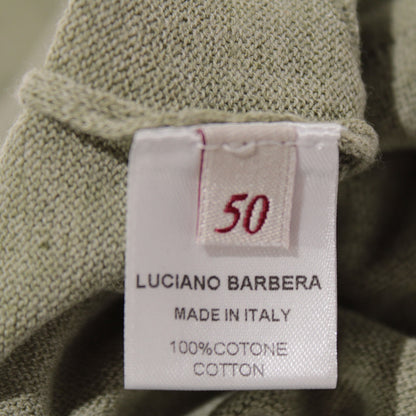 50
LUCIANO BARBERA
MADE IN ITALY
100%COTONE
COTTON